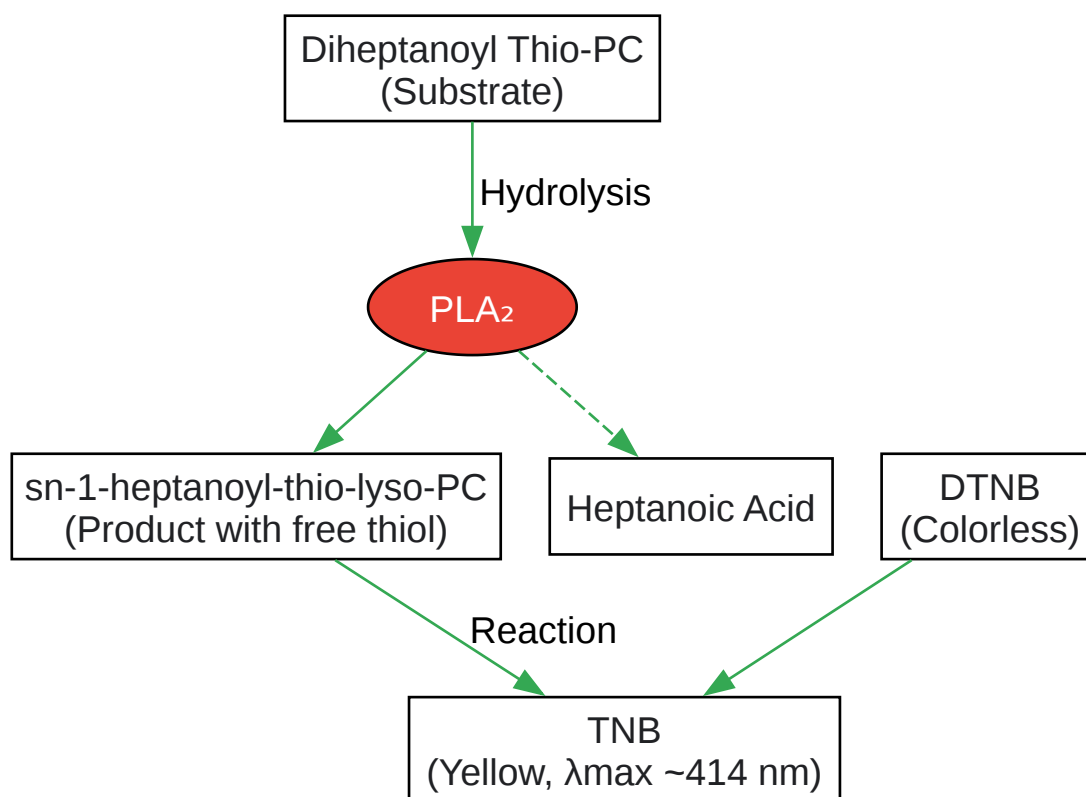 Diheptanoyl Thio-PC
(Substrate)
Hydrolysis
PLA₂
sn-1-heptanoyl-thio-lyso-PC
(Product with free thiol)
Heptanoic Acid
DTNB
(Colorless)
Reaction
TNB
(Yellow, λmax ~414 nm)